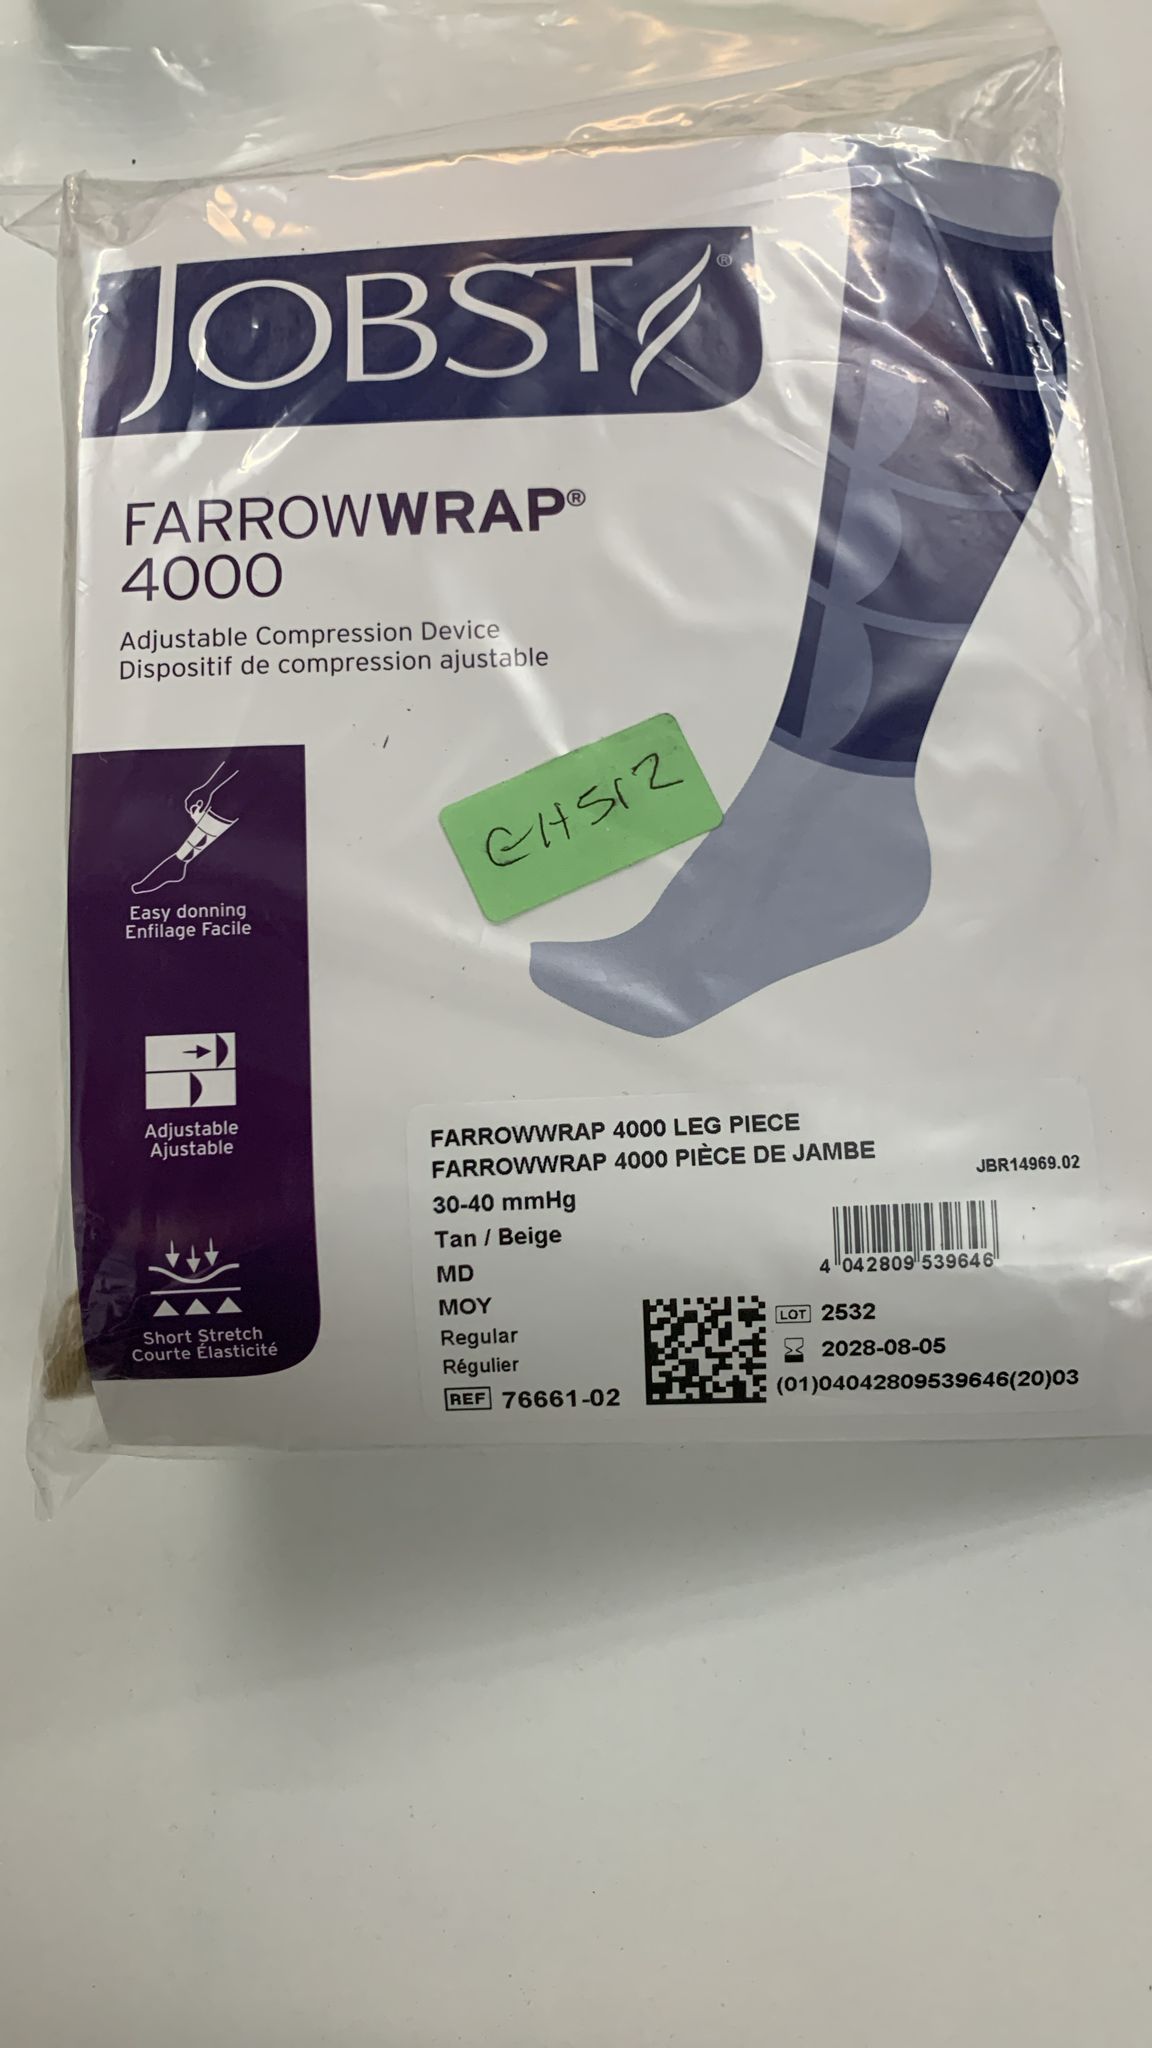 JOBST®
FARROWWRAP®
4000
Adjustable Compression Device
Dispositif de compression ajustable
Easy donning
Enfilage Facile
Adjustable
Ajustable
Short Stretch
Courte Élasticité
FARROWWRAP 4000 LEG PIECE
FARROWWRAP 4000 PIÈCE DE JAMBE
JBR14969.02
30-40 mmHg
Tan / Beige
MD
MOY
Regular
Régulier
REF 76661-02
4 042809 539646
LOT 2532
2028-08-05
(01)04042809539646(20)03